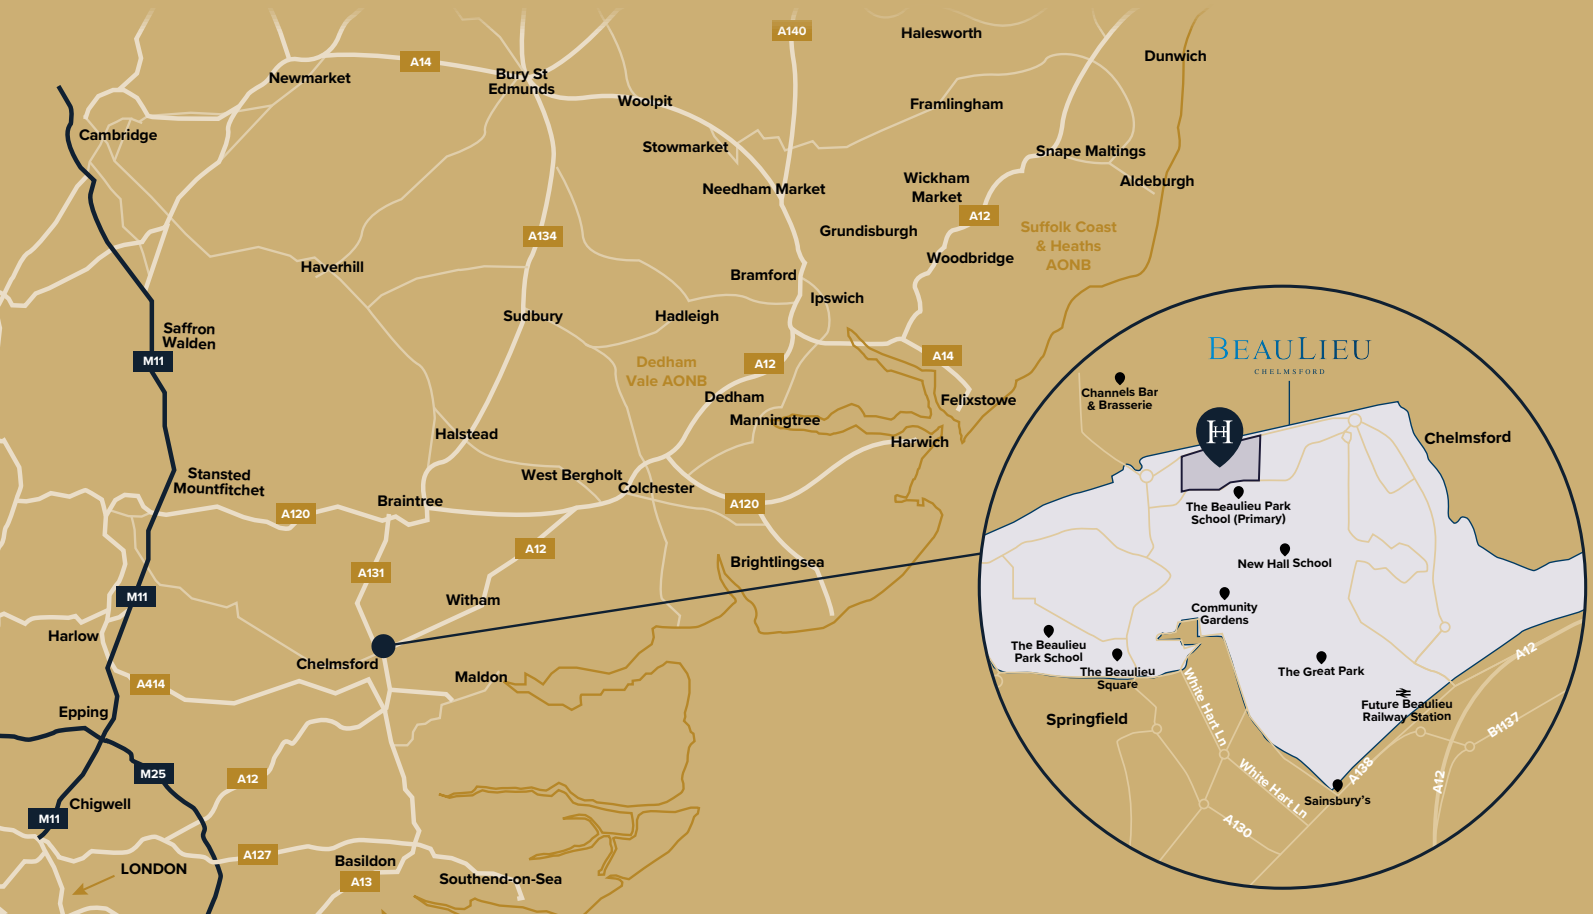 A140
Halesworth
Dunwich
A14
Newmarket
Bury St
Edmunds
Woolpit
Framlingham
Cambridge
Stowmarket
Snape Maltings
Needham Market
Wickham
Market
Aldeburgh
A12
A134
Grundisburgh
Suffolk Coast
& Heaths
AONB
Haverhill
Bramford
Woodbridge
Ipswich
Sudbury
Hadleigh
Saffron
Walden
M11
Dedham
Vale AONB
A12
A14
Dedham
Felixstowe
Manningtree
Halstead
Harwich
Stansted
Mountfitchet
West Bergholt
Colchester
Braintree
A120
A120
A12
A131
Brightlingsea
M11
Witham
Harlow
Chelmsford
Maldon
A414
Epping
M25
A12
Chigwell
M11
LONDON
A127
Basildon
A13
Southend-on-Sea
BEAULIEU
CHELMSFORD
Channels Bar
& Brasserie
H
Chelmsford
The Beaulieu Park
School (Primary)
New Hall School
Community
Gardens
The Beaulieu
Park School
The Beaulieu
Square
The Great Park
A12
White Hart Ln
Future Beaulieu
Railway Station
Springfield
B1137
White Hart Ln
A138
A12
Sainsbury's
A130